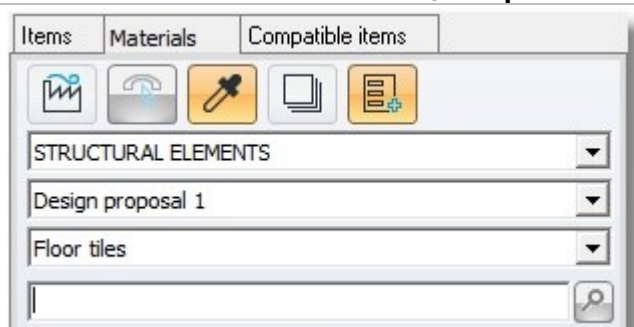 Items Materials Compatible items
STRUCTURAL ELEMENTS
Design proposal 1
Floor tiles